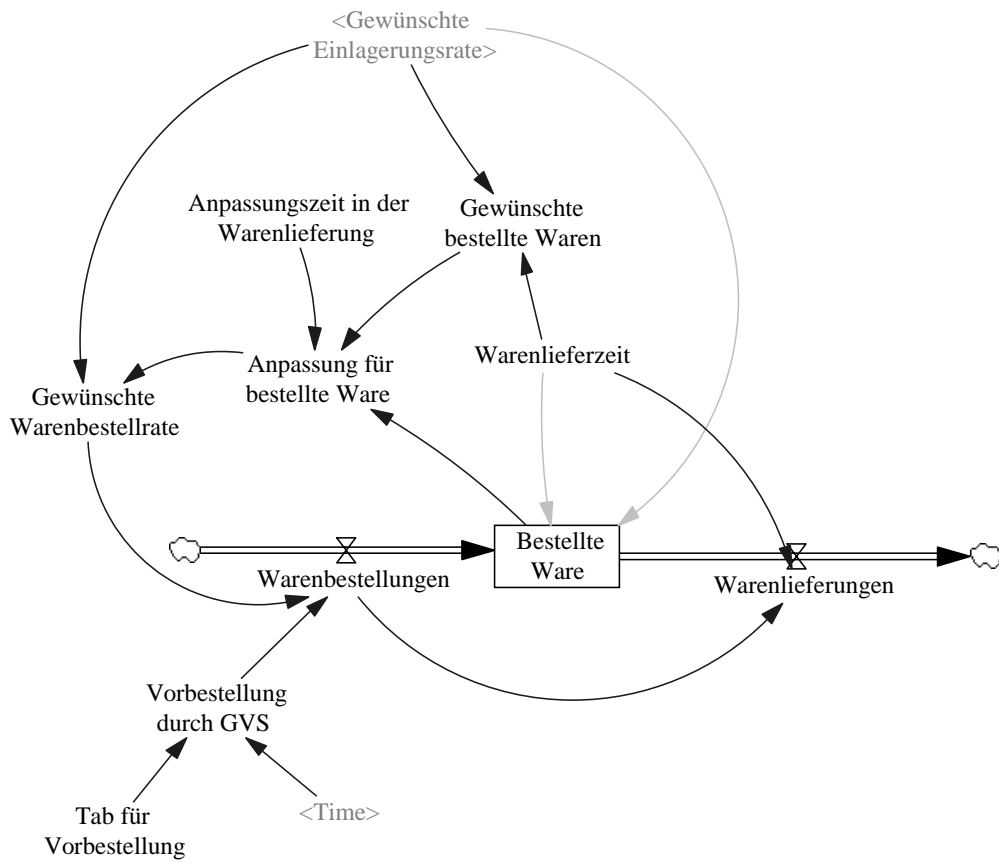 <Gewünschte
Einlagerungsrate>
Anpassungszeit in der
Warenlieferung
Gewünschte
bestellte Waren
Warenlieferzeit
Anpassung für
bestellte Ware
Gewünschte
Warenbestellrate
Bestellte
Ware
Warenbestellungen
Warenlieferungen
Vorbestellung
durch GVS
Tab für
Vorbestellung
<Time>